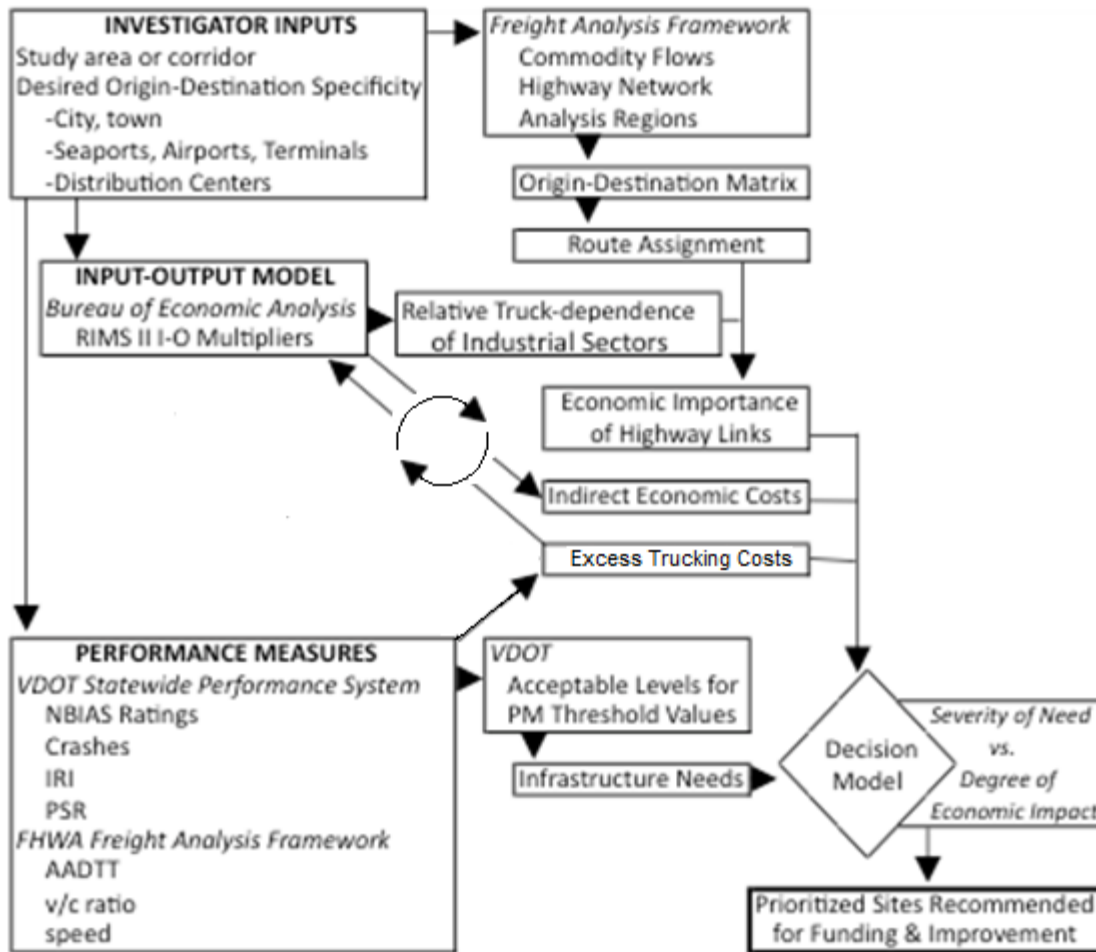 INVESTIGATOR INPUTS
Study area or corridor
Desired Origin-Destination Specificity
-City, town
-Seaports, Airports, Terminals
-Distribution Centers
Freight Analysis Framework
Commodity Flows
Highway Network
Analysis Regions
Origin-Destination Matrix
Route Assignment
INPUT-OUTPUT MODEL
Bureau of Economic Analysis
RIMS II I-O Multipliers
Relative Truck-dependence
of Industrial Sectors
Economic Importance
of Highway Links
Indirect Economic Costs
Excess Trucking Costs
PERFORMANCE MEASURES
VDOT Statewide Performance System
NBIAS Ratings
Crashes
IRI
PSR
FHWA Freight Analysis Framework
AADTT
v/c ratio
speed
VDOT
Acceptable Levels for
PM Threshold Values
Infrastructure Needs
Decision
Model
Severity of Need
vs.
Degree of
Economic Impact
Prioritized Sites Recommended
for Funding & Improvement